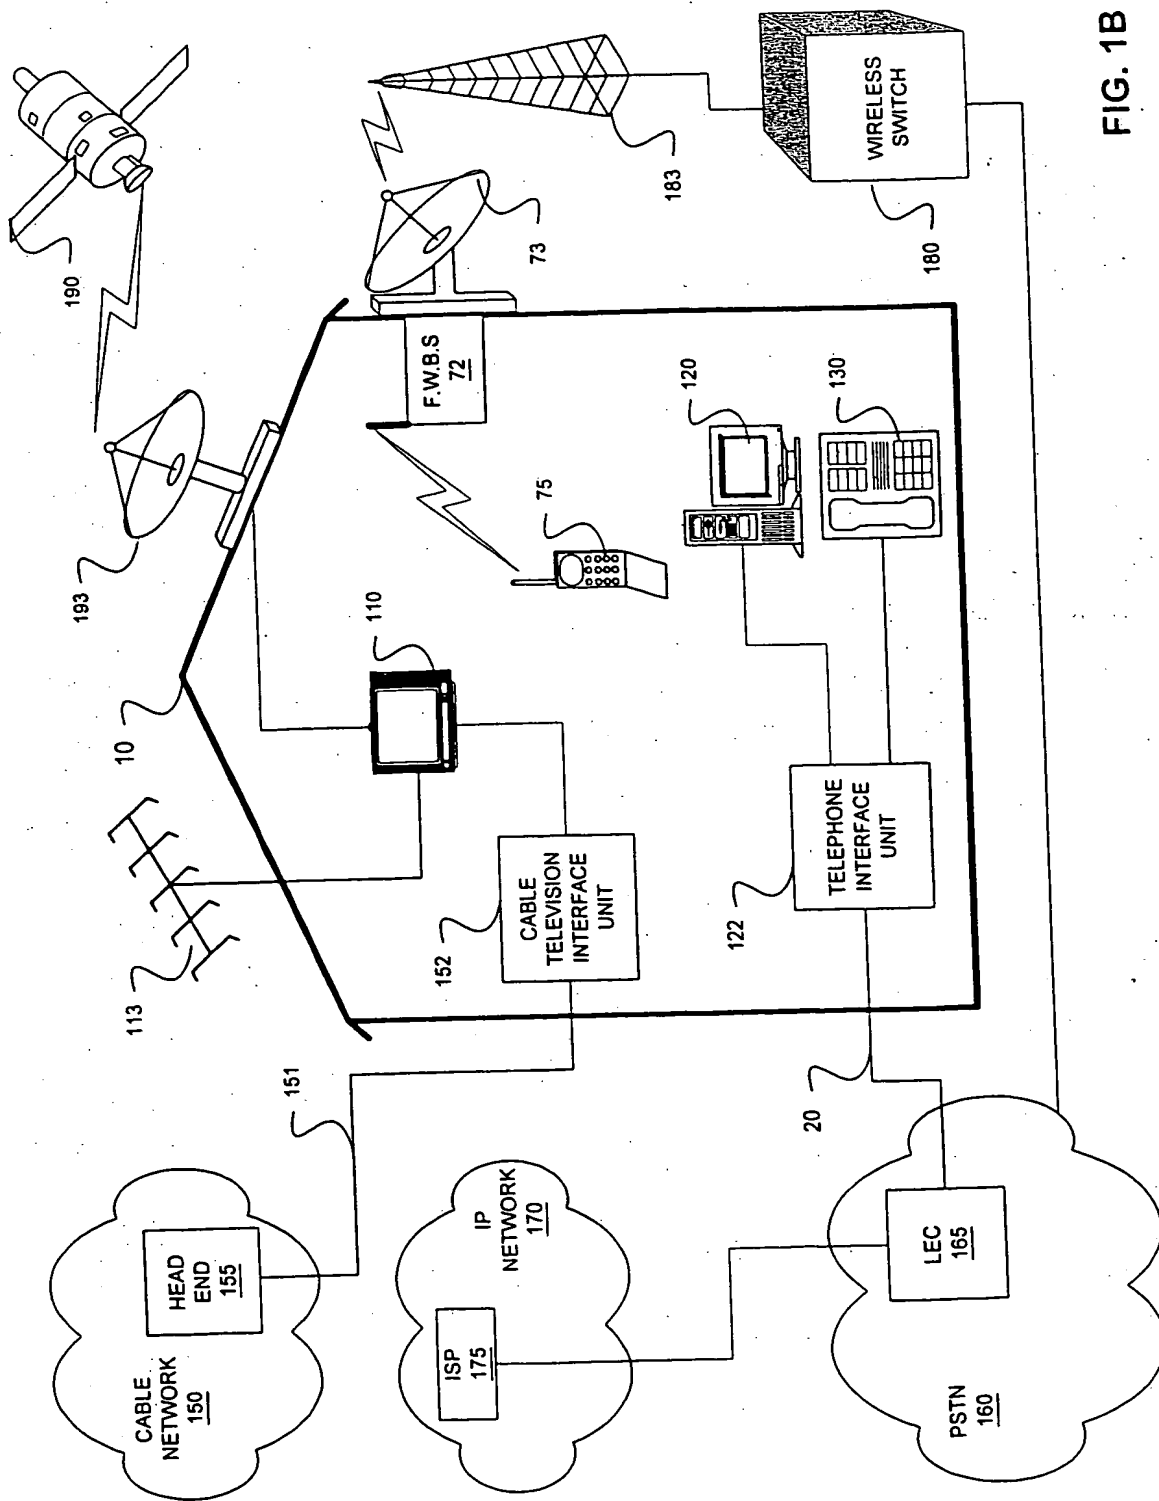 190
193
10
113
73
183
WIRELESS
SWITCH
180
F.W.B.S
72
75
110
120
130
CABLE
TELEVISION
INTERFACE
UNIT
152
TELEPHONE
INTERFACE
UNIT
122
151
20
HEAD
END
155
CABLE
NETWORK
150
IP
NETWORK
170
ISP
175
LEC
165
PSTN
160
FIG. 1B